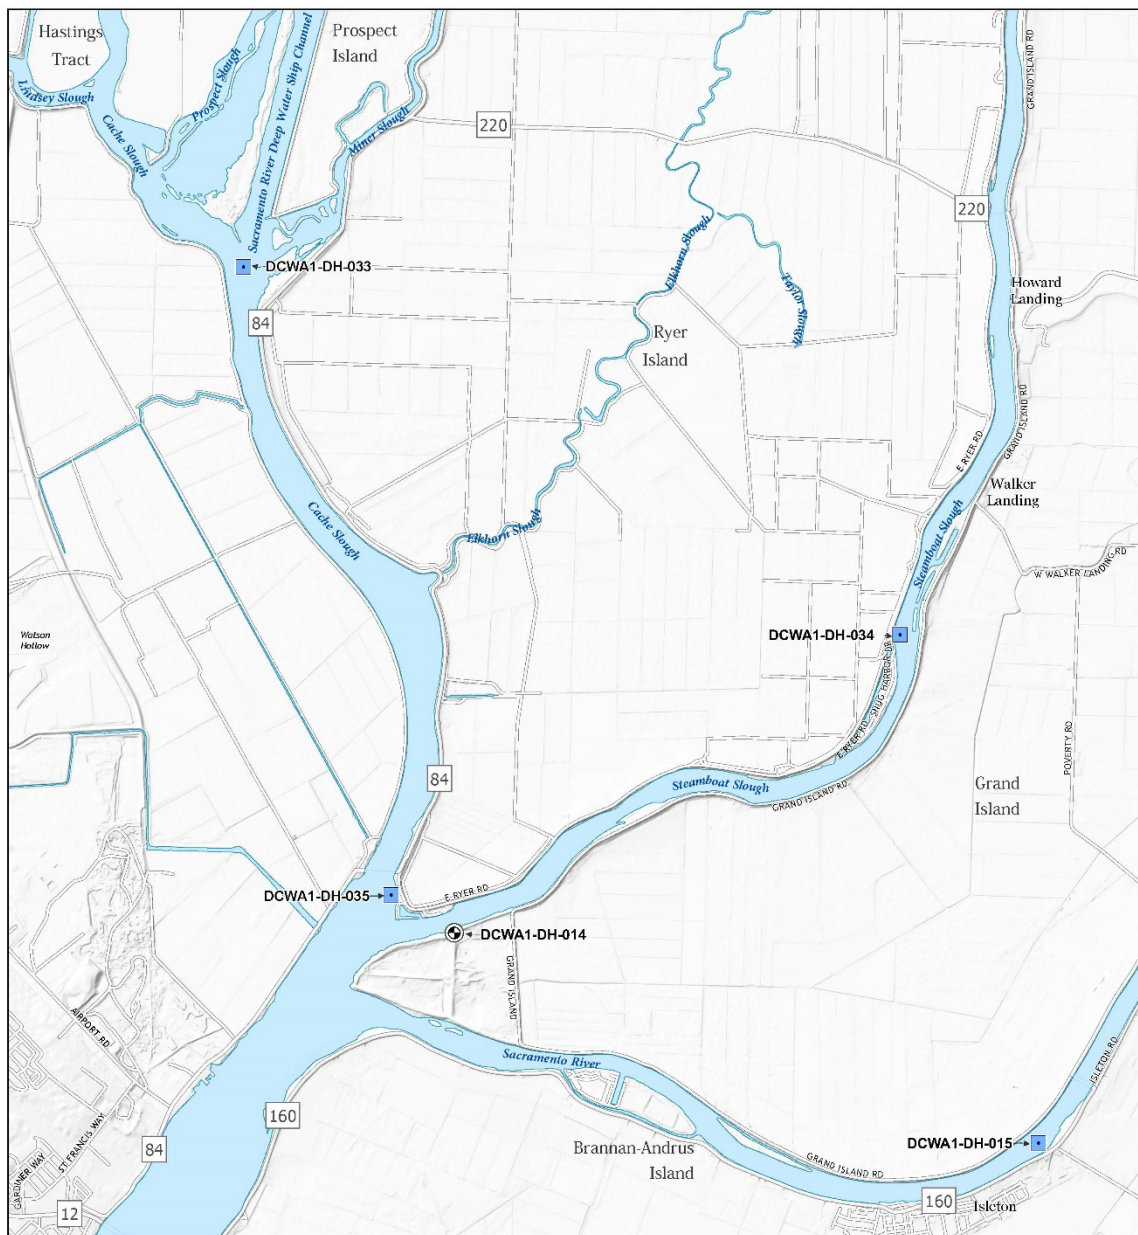 Hastings
Tract
Prospect
Island
Lindsey Slough
Cache Slough
Prospect Slough
Sacramento River Deep Water Ship Channel
Miner Slough
220
GRAND ISLAND RD
220
DCWA1-DH-033
84
Elkhorn Slough
Taylor Slough
Ryer
Island
Howard
Landing
GRAND ISLAND RD
E RYER RD
Walker
Landing
Cache Slough
Elkhorn Slough
Steamboat Slough
W WALKER LANDING RD
Watson
Hollow
DCWA1-DH-034
SNUG HARBOR DR
E RYER RD
POVERTY RD
84
Steamboat Slough
GRAND ISLAND RD
Grand
Island
DCWA1-DH-035
E RYER RD
DCWA1-DH-014
GRAND ISLAND
AIRPORT RD
Sacramento River
ISLETON RD
160
ST FRANCIS WAY
84
GARDINER WAY
Brannan-Andrus
Island
GRAND ISLAND RD
DCWA1-DH-015
160
Isleton
12